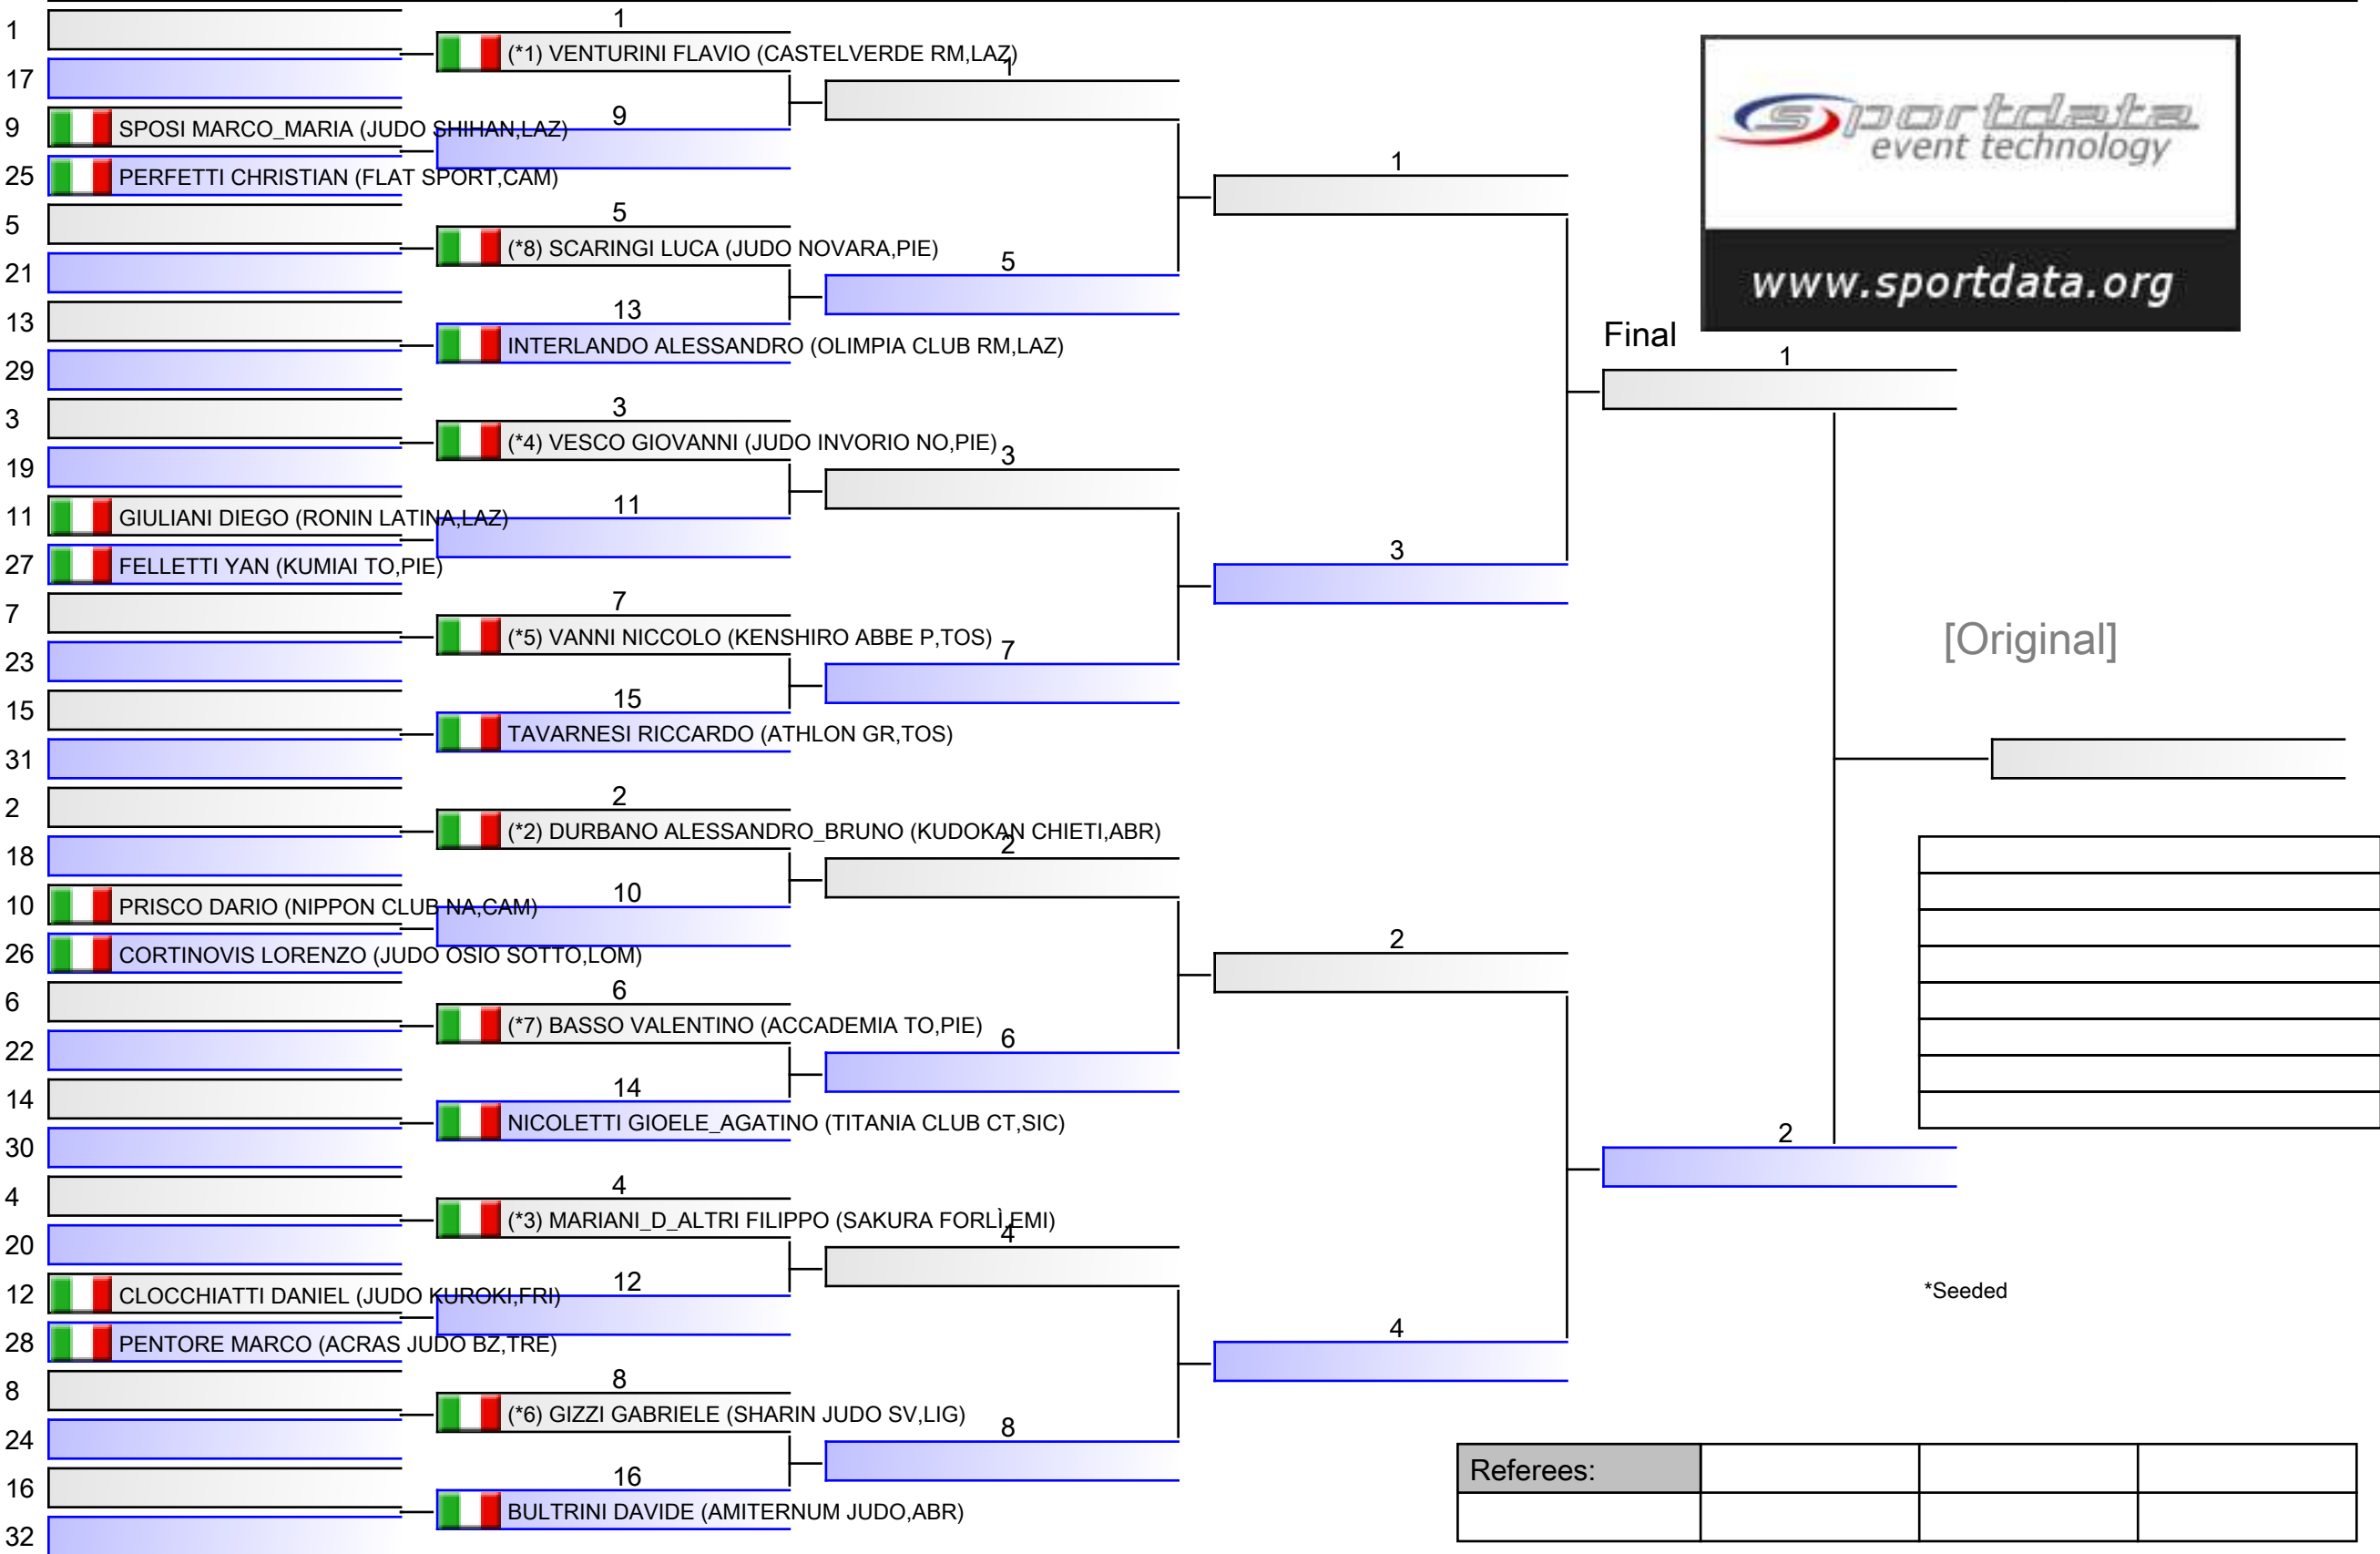 1
17
9 SPOSI MARCO_MARIA (JUDO SHIHAN,LAZ)
25 PERFETTI CHRISTIAN (FLAT SPORT,CAM)
5
21
13
29
3
19
11 GIULIANI DIEGO (RONIN LATINA,LAZ)
27 FELLETTI YAN (KUMIAI TO,PIE)
7
23
15
31
2
18
10 PRISCO DARIO (NIPPON CLUB NA,CAM)
26 CORTINOVIS LORENZO (JUDO OSIO SOTTO,LOM)
6
22
14
30
4
20
12 CLOCCHIATTI DANIEL (JUDO KUROKI,FRI)
28 PENTORE MARCO (ACRAS JUDO BZ,TRE)
8
24
16
32
1
(*1) VENTURINI FLAVIO (CASTELVERDE RM,LAZ)
9
5
(*8) SCARINGI LUCA (JUDO NOVARA,PIE)
13
INTERLANDO ALESSANDRO (OLIMPIA CLUB RM,LAZ)
3
(*4) VESCO GIOVANNI (JUDO INVORIO NO,PIE)
11
7
(*5) VANNI NICCOLO (KENSHIRO ABBE P,TOS)
15
TAVARNESI RICCARDO (ATHLON GR,TOS)
2
(*2) DURBANO ALESSANDRO_BRUNO (KUDOKAN CHIETI,ABR)
10
6
(*7) BASSO VALENTINO (ACCADEMIA TO,PIE)
14
NICOLETTI GIOELE_AGATINO (TITANIA CLUB CT,SIC)
4
(*3) MARIANI_D_ALTRI FILIPPO (SAKURA FORLÌ,EMI)
12
8
(*6) GIZZI GABRIELE (SHARIN JUDO SV,LIG)
16
BULTRINI DAVIDE (AMITERNUM JUDO,ABR)
1
5
3
7
2
6
4
8
1
3
2
4
Final
1
2
sportdata
event technology
www.sportdata.org
[Original]
*Seeded
Referees: